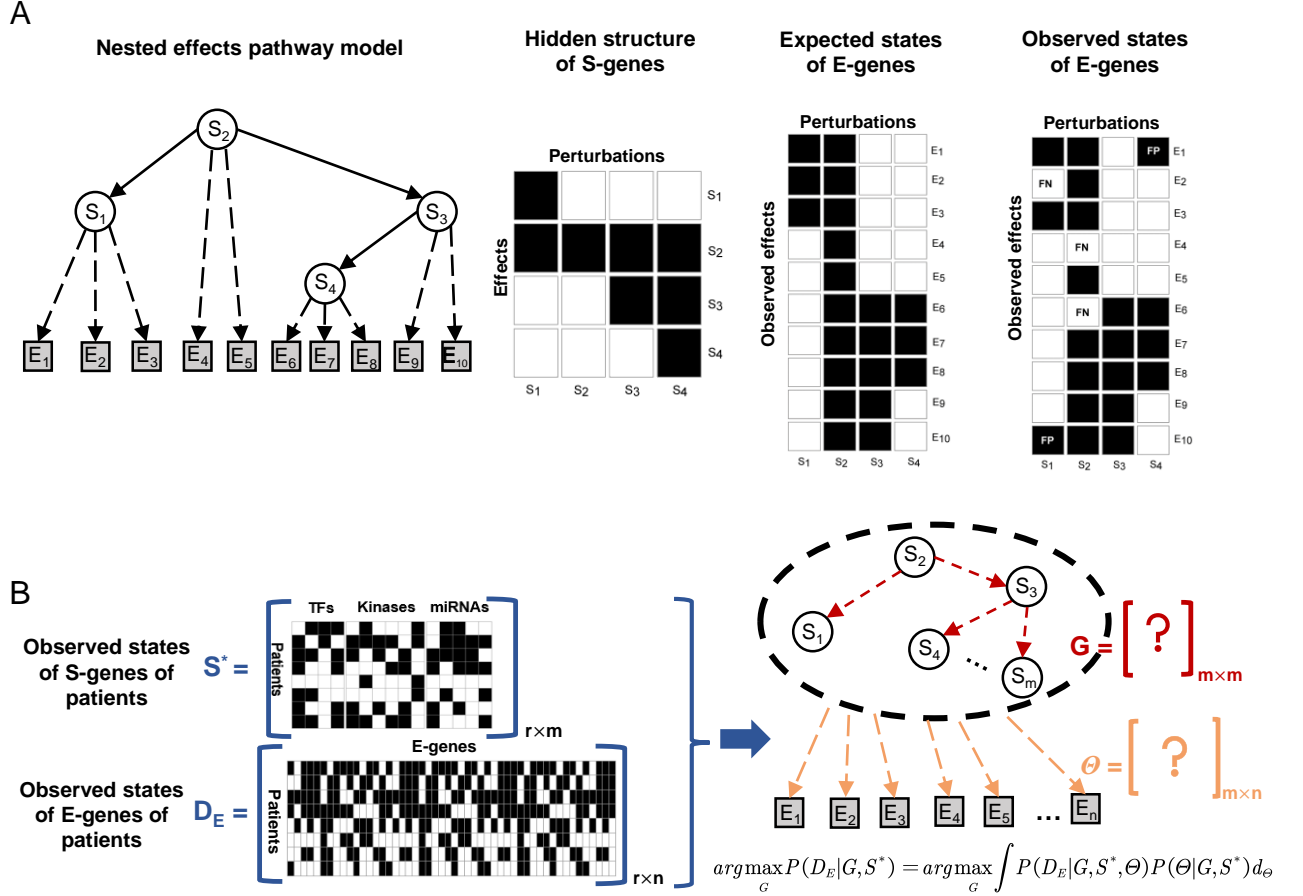 A
Nested effects pathway model
Hidden structure
of S-genes
Expected states
of E-genes
Observed states
of E-genes
S2
S1
S3
S4
E1 E2 E3 E4 E5 E6 E7 E8 E9 E10
Perturbations
Effects
S1
S2
S3
S4
S1 S2 S3 S4
Perturbations
Observed effects
E1
E2
E3
E4
E5
E6
E7
E8
E9
E10
S1 S2 S3 S4
Perturbations
Observed effects
FP E1
FN E2
E3
FN E4
E5
FN E6
E7
E8
E9
FP E10
S1 S2 S3 S4
B
Observed states
of S-genes of
patients
S* =
TFs Kinases miRNAs
Patients
r×m
Observed states
of E-genes of
patients
DE =
E-genes
Patients
r×n
S2
S3
S1
S4
...
Sm
G = [ ? ] m×m
Θ = [ ? ] m×n
E1 E2 E3 E4 E5 ... En
argmax_G P(D_E|G,S*) = argmax_G ∫P(D_E|G,S*,Θ)P(Θ|G,S*)d_Θ